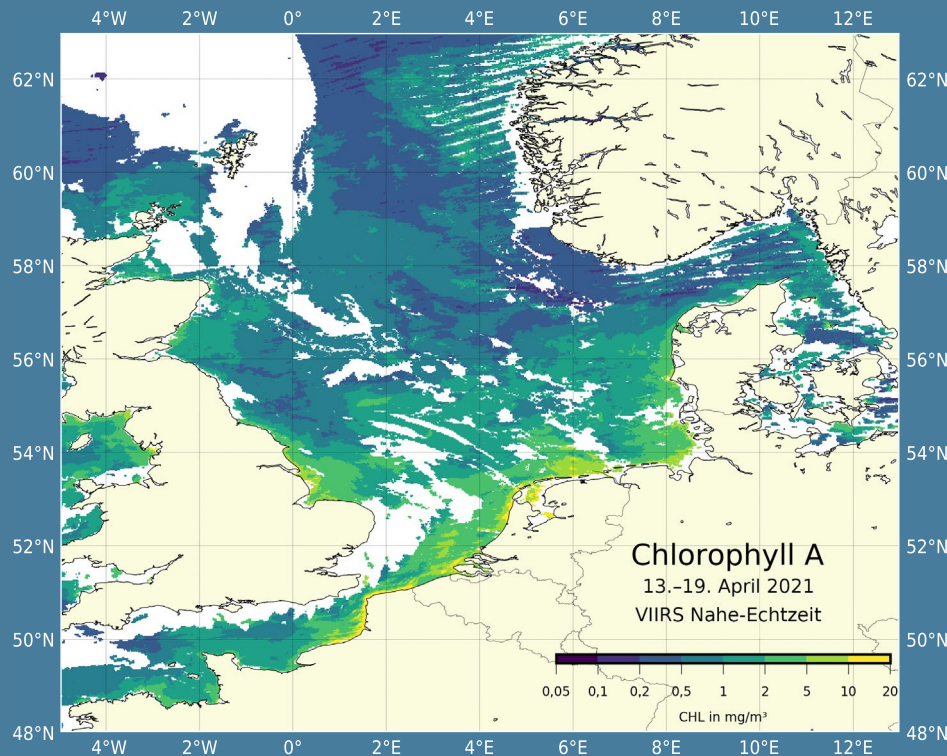 4°W 2°W 0° 2°E 4°E 6°E 8°E 10°E 12°E
62°N 62°N
60°N 60°N
58°N 58°N
56°N 56°N
54°N 54°N
52°N 52°N
Chlorophyll A
13.–19. April 2021
VIIRS Nahe-Echtzeit
50°N 50°N
0,05 0,1 0,2 0,5 1 2 5 10 20
CHL in mg/m³
48°N 48°N
4°W 2°W 0° 2°E 4°E 6°E 8°E 10°E 12°E